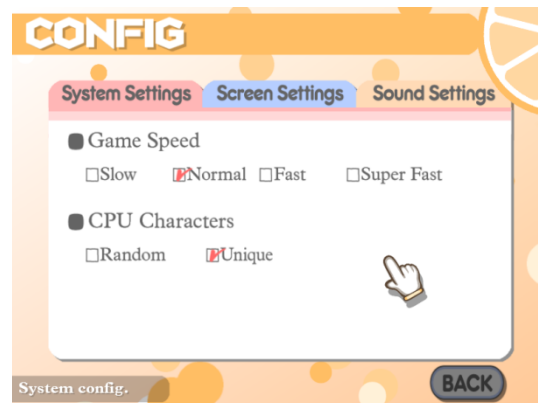 CONFIG
System Settings Screen Settings Sound Settings
Game Speed
Slow Normal Fast Super Fast
CPU Characters
Random Unique
System config. BACK